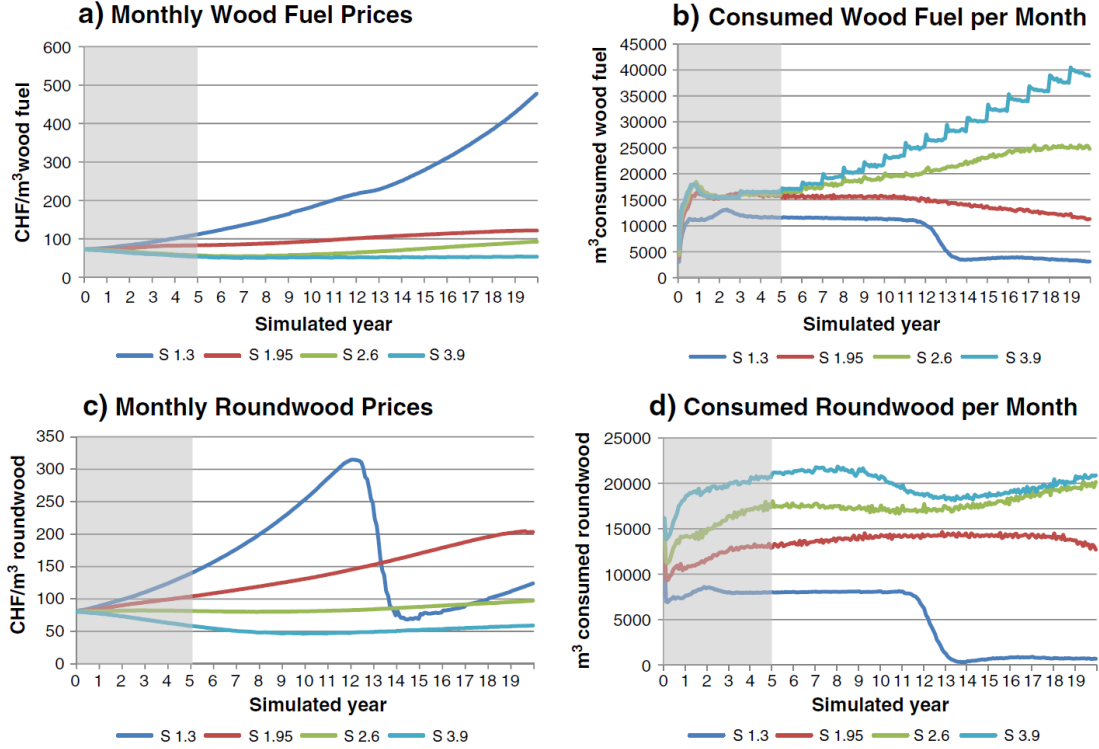 a) Monthly Wood Fuel Prices
CHF/m³wood fuel
600
500
400
300
200
100
0
0 1 2 3 4 5 6 7 8 9 10 11 12 13 14 15 16 17 18 19
Simulated year
S 1.3 S 1.95 S 2.6 S 3.9
b) Consumed Wood Fuel per Month
m³consumed wood fuel
45000
40000
35000
30000
25000
20000
15000
10000
5000
0
0 1 2 3 4 5 6 7 8 9 10 11 12 13 14 15 16 17 18 19
Simulated year
S 1.3 S 1.95 S 2.6 S 3.9
c) Monthly Roundwood Prices
CHF/m³ roundwood
350
300
250
200
150
100
50
0
0 1 2 3 4 5 6 7 8 9 10 11 12 13 14 15 16 17 18 19
Simulated year
S 1.3 S 1.95 S 2.6 S 3.9
d) Consumed Roundwood per Month
m³ consumed roundwood
25000
20000
15000
10000
5000
0
0 1 2 3 4 5 6 7 8 9 10 11 12 13 14 15 16 17 18 19
Simulated year
S 1.3 S 1.95 S 2.6 S 3.9